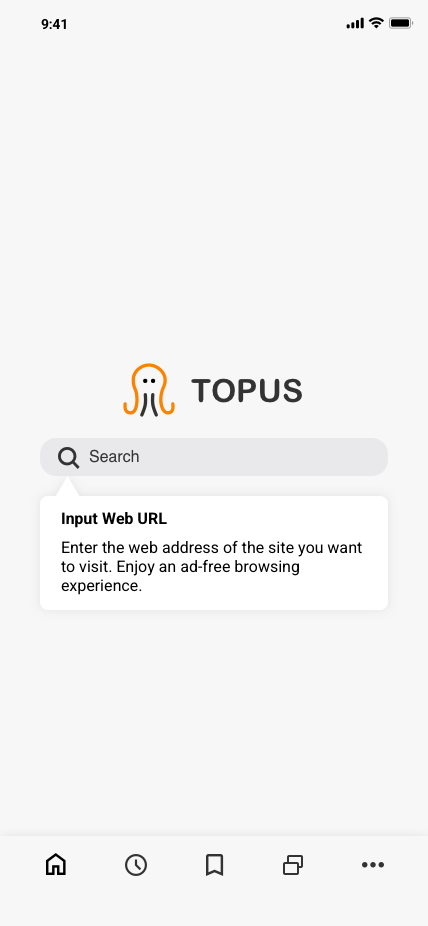 9:41
TOPUS
Search
Input Web URL
Enter the web address of the site you want
to visit. Enjoy an ad-free browsing
experience.